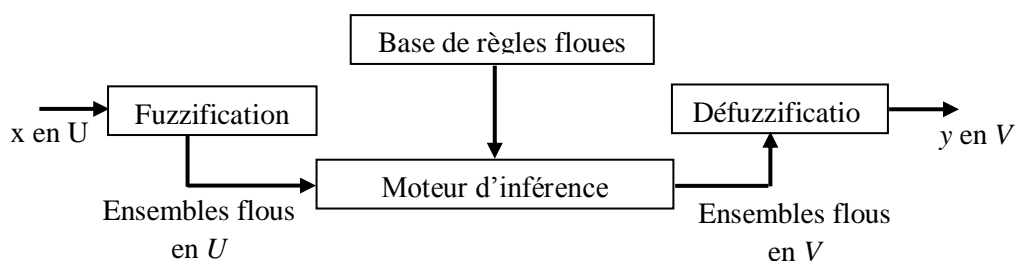 Base de règles floues
Fuzzification
Défuzzificatio
x en U
y en V
Moteur d'inférence
Ensembles flous
en U
Ensembles flous
en V